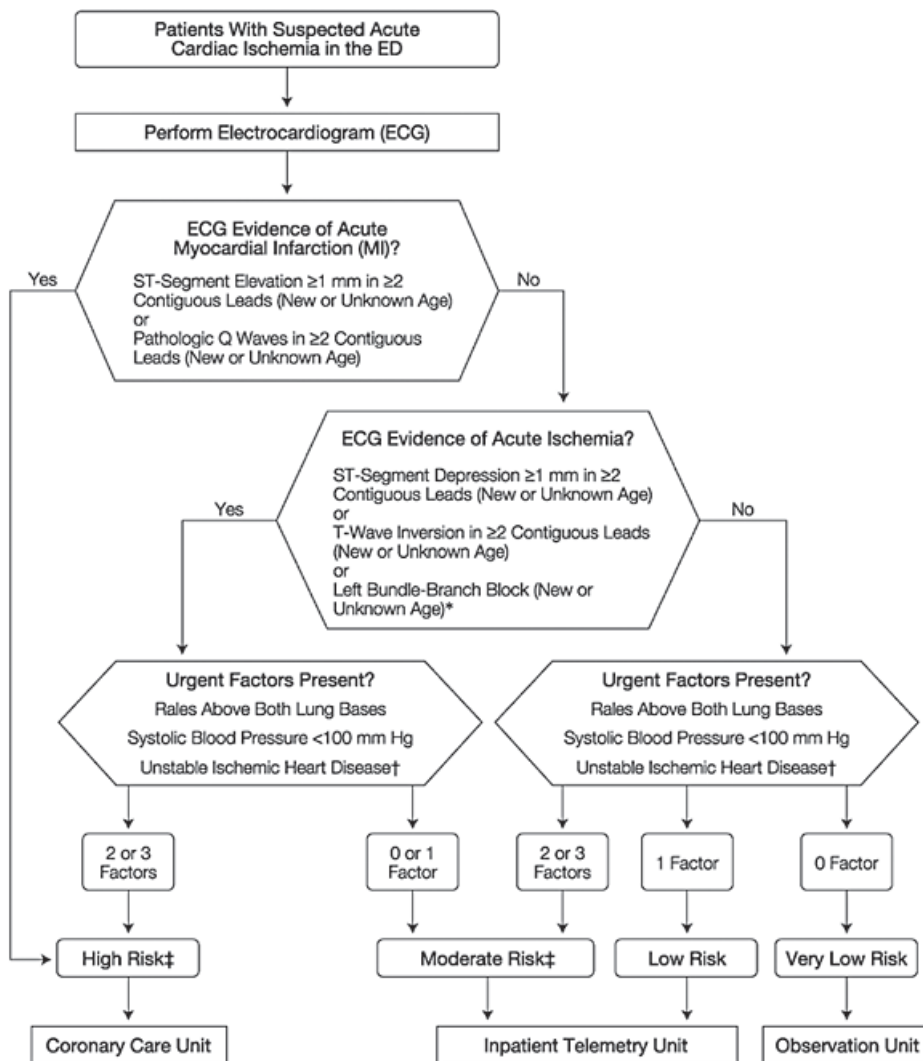 Patients With Suspected Acute
Cardiac Ischemia in the ED
Perform Electrocardiogram (ECG)
ECG Evidence of Acute
Myocardial Infarction (MI)?
ST-Segment Elevation ≥1 mm in ≥2
Contiguous Leads (New or Unknown Age)
or
Pathologic Q Waves in ≥2 Contiguous
Leads (New or Unknown Age)
Yes
No
ECG Evidence of Acute Ischemia?
ST-Segment Depression ≥1 mm in ≥2
Contiguous Leads (New or Unknown Age)
or
T-Wave Inversion in ≥2 Contiguous Leads
(New or Unknown Age)
or
Left Bundle-Branch Block (New or
Unknown Age)*
Yes
No
Urgent Factors Present?
Rales Above Both Lung Bases
Systolic Blood Pressure <100 mm Hg
Unstable Ischemic Heart Disease†
Urgent Factors Present?
Rales Above Both Lung Bases
Systolic Blood Pressure <100 mm Hg
Unstable Ischemic Heart Disease†
2 or 3
Factors
0 or 1
Factor
2 or 3
Factors
1 Factor
0 Factor
High Risk‡
Moderate Risk‡
Low Risk
Very Low Risk
Coronary Care Unit
Inpatient Telemetry Unit
Observation Unit